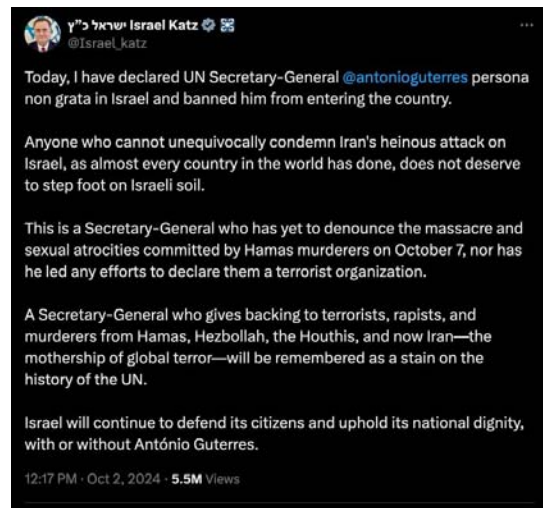 ישראל כ”ץ Israel Katz
@Israel_katz
Today, I have declared UN Secretary-General @antonioguterres persona
non grata in Israel and banned him from entering the country.
Anyone who cannot unequivocally condemn Iran's heinous attack on
Israel, as almost every country in the world has done, does not deserve
to step foot on Israeli soil.
This is a Secretary-General who has yet to denounce the massacre and
sexual atrocities committed by Hamas murderers on October 7, nor has
he led any efforts to declare them a terrorist organization.
A Secretary-General who gives backing to terrorists, rapists, and
murderers from Hamas, Hezbollah, the Houthis, and now Iran—the
mothership of global terror—will be remembered as a stain on the
history of the UN.
Israel will continue to defend its citizens and uphold its national dignity,
with or without António Guterres.
12:17 PM · Oct 2, 2024 · 5.5M Views